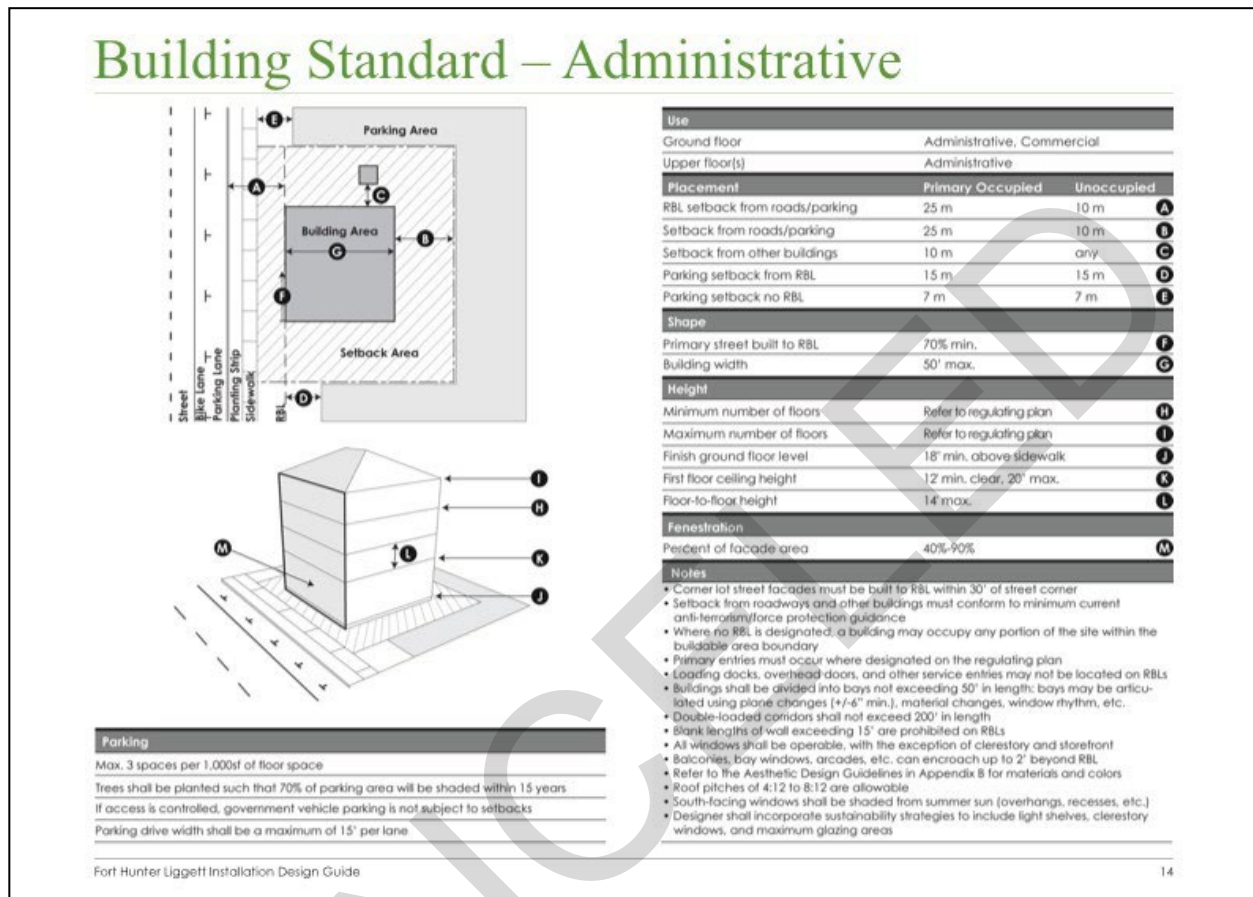 Building Standard – Administrative
E
Parking Area
A
C
Building Area
B
G
F
Setback Area
D
Street
Bike Lane
Parking Lane
Planting Strip
Sidewalk
RBL
I
H
M
L
K
J
Parking
Max. 3 spaces per 1,000sf of floor space
Trees shall be planted such that 70% of parking area will be shaded within 15 years
If access is controlled, government vehicle parking is not subject to setbacks
Parking drive width shall be a maximum of 15' per lane
Use
Ground floor Administrative, Commercial
Upper floor(s) Administrative
Placement Primary Occupied Unoccupied
RBL setback from roads/parking 25 m 10 m A
Setback from roads/parking 25 m 10 m B
Setback from other buildings 10 m any C
Parking setback from RBL 15 m 15 m D
Parking setback no RBL 7 m 7 m E
Shape
Primary street built to RBL 70% min. F
Building width 50' max. G
Height
Minimum number of floors Refer to regulating plan H
Maximum number of floors Refer to regulating plan I
Finish ground floor level 18" min. above sidewalk J
First floor ceiling height 12' min. clear, 20' max. K
Floor-to-floor height 14' max. L
Fenestration
Percent of facade area 40%-90% M
Notes
• Corner lot street facades must be built to RBL within 30' of street corner
• Setback from roadways and other buildings must conform to minimum current
anti-terrorism/force protection guidance
• Where no RBL is designated, a building may occupy any portion of the site within the
buildable area boundary
• Primary entries must occur where designated on the regulating plan
• Loading docks, overhead doors, and other service entries may not be located on RBLs
• Buildings shall be divided into bays not exceeding 50' in length; bays may be articu-
lated using plane changes (+/-6" min.), material changes, window rhythm, etc.
• Double-loaded corridors shall not exceed 200' in length
• Blank lengths of wall exceeding 15' are prohibited on RBLs
• All windows shall be operable, with the exception of clerestory and storefront
• Balconies, bay windows, arcades, etc. can encroach up to 2' beyond RBL
• Refer to the Aesthetic Design Guidelines in Appendix B for materials and colors
• Roof pitches of 4:12 to 8:12 are allowable
• South-facing windows shall be shaded from summer sun (overhangs, recesses, etc.)
• Designer shall incorporate sustainability strategies to include light shelves, clerestory
windows, and maximum glazing areas
Fort Hunter Liggett Installation Design Guide 14
NCELED